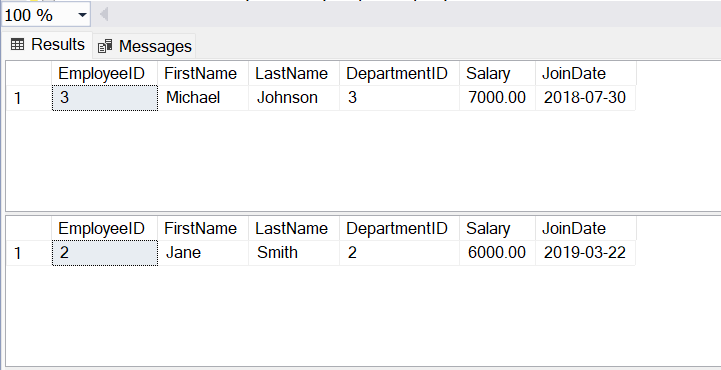 100 %
Results Messages
EmployeeID FirstName LastName DepartmentID Salary JoinDate
1 3 Michael Johnson 3 7000.00 2018-07-30
EmployeeID FirstName LastName DepartmentID Salary JoinDate
1 2 Jane Smith 2 6000.00 2019-03-22